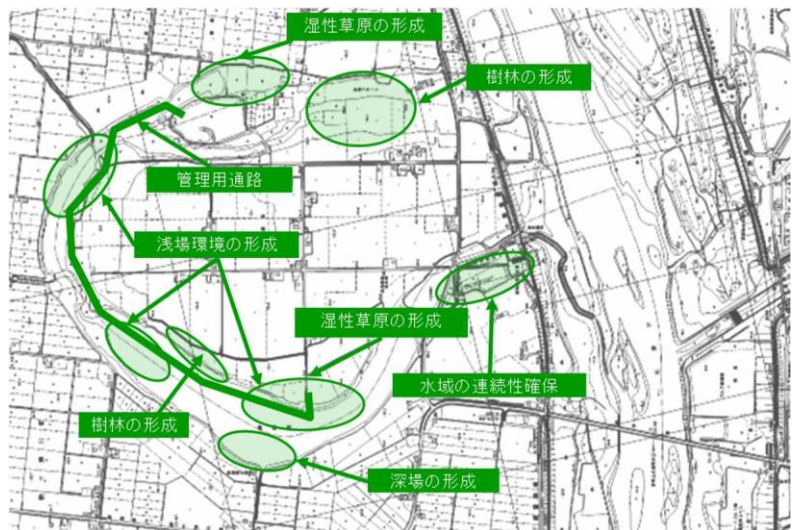 湿性草原の形成
樹林の形成
管理用通路
浅場環境の形成
湿性草原の形成
水域の連続性確保
樹林の形成
深場の形成